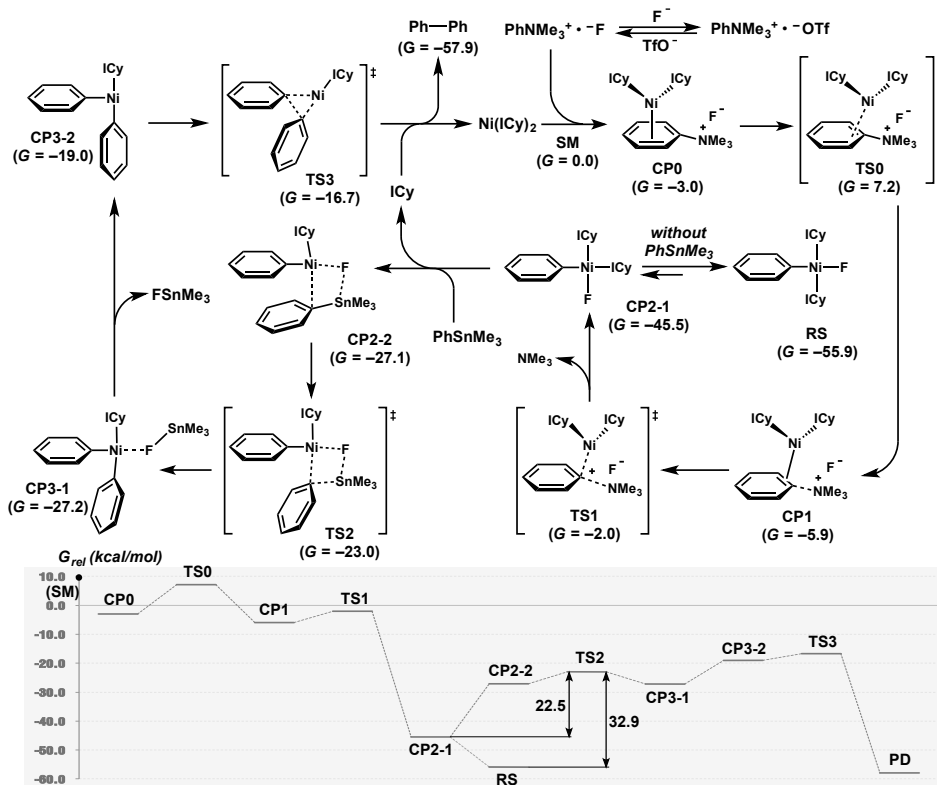 Ph—Ph
(G = –57.9)
PhNMe3+ · –F
F–
TfO–
PhNMe3+ · –OTf
ICy
Ni
CP3-2
(G = –19.0)
Ni
ICy
‡
TS3
(G = –16.7)
Ni(ICy)2
SM
(G = 0.0)
ICy
ICy
Ni
F–
+
NMe3
CP0
(G = –3.0)
ICy
ICy
Ni
F–
+
NMe3
TS0
(G = 7.2)
ICy
FSnMe3
ICy
Ni
F
SnMe3
CP2-2
(G = –27.1)
PhSnMe3
ICy
Ni
ICy
F
CP2-1
(G = –45.5)
without
PhSnMe3
ICy
Ni
F
ICy
RS
(G = –55.9)
NMe3
ICy
Ni
F
SnMe3
CP3-1
(G = –27.2)
ICy
Ni
F
SnMe3
‡
TS2
(G = –23.0)
ICy
ICy
Ni
+
F–
NMe3
‡
TS1
(G = –2.0)
ICy
ICy
Ni
F–
+
NMe3
CP1
(G = –5.9)
Grel (kcal/mol)
10.0
(SM)
0.0
-10.0
-20.0
-30.0
-40.0
-50.0
-60.0
CP0
TS0
CP1
TS1
CP2-1
CP2-2
TS2
22.5
32.9
RS
CP3-1
CP3-2
TS3
PD